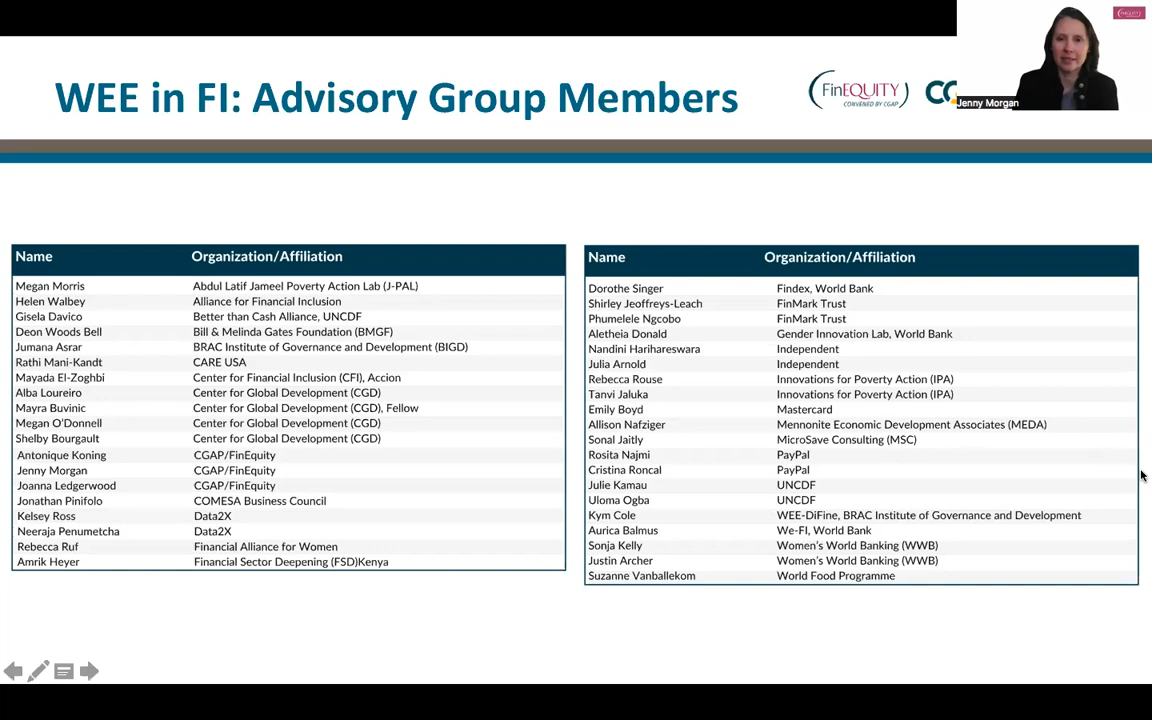 WEE in FI: Advisory Group Members
FinEQUITY
CONVENED BY CGAP
Jenny Morgan
Name Organization/Affiliation
Megan Morris Abdul Latif Jameel Poverty Action Lab (J-PAL)
Helen Walbey Alliance for Financial Inclusion
Gisela Davico Better than Cash Alliance, UNCDF
Deon Woods Bell Bill & Melinda Gates Foundation (BMGF)
Jumana Asrar BRAC Institute of Governance and Development (BIGD)
Rathi Mani-Kandt CARE USA
Mayada El-Zoghbi Center for Financial Inclusion (CFI), Accion
Alba Loureiro Center for Global Development (CGD)
Mayra Buvinic Center for Global Development (CGD), Fellow
Megan O'Donnell Center for Global Development (CGD)
Shelby Bourgault Center for Global Development (CGD)
Antonique Koning CGAP/FinEquity
Jenny Morgan CGAP/FinEquity
Joanna Ledgerwood CGAP/FinEquity
Jonathan Pinifolo COMESA Business Council
Kelsey Ross Data2X
Neeraja Penumetcha Data2X
Rebecca Ruf Financial Alliance for Women
Amrik Heyer Financial Sector Deepening (FSD)Kenya
Name Organization/Affiliation
Dorothe Singer Findex, World Bank
Shirley Jeoffreys-Leach FinMark Trust
Phumelele Ngcobo FinMark Trust
Aletheia Donald Gender Innovation Lab, World Bank
Nandini Harihareswara Independent
Julia Arnold Independent
Rebecca Rouse Innovations for Poverty Action (IPA)
Tanvi Jaluka Innovations for Poverty Action (IPA)
Emily Boyd Mastercard
Allison Nafziger Mennonite Economic Development Associates (MEDA)
Sonal Jaitly MicroSave Consulting (MSC)
Rosita Najmi PayPal
Cristina Roncal PayPal
Julie Kamau UNCDF
Uloma Ogba UNCDF
Kym Cole WEE-DiFine, BRAC Institute of Governance and Development
Aurica Balmus We-FI, World Bank
Sonja Kelly Women's World Banking (WWB)
Justin Archer Women's World Banking (WWB)
Suzanne Vanballekom World Food Programme